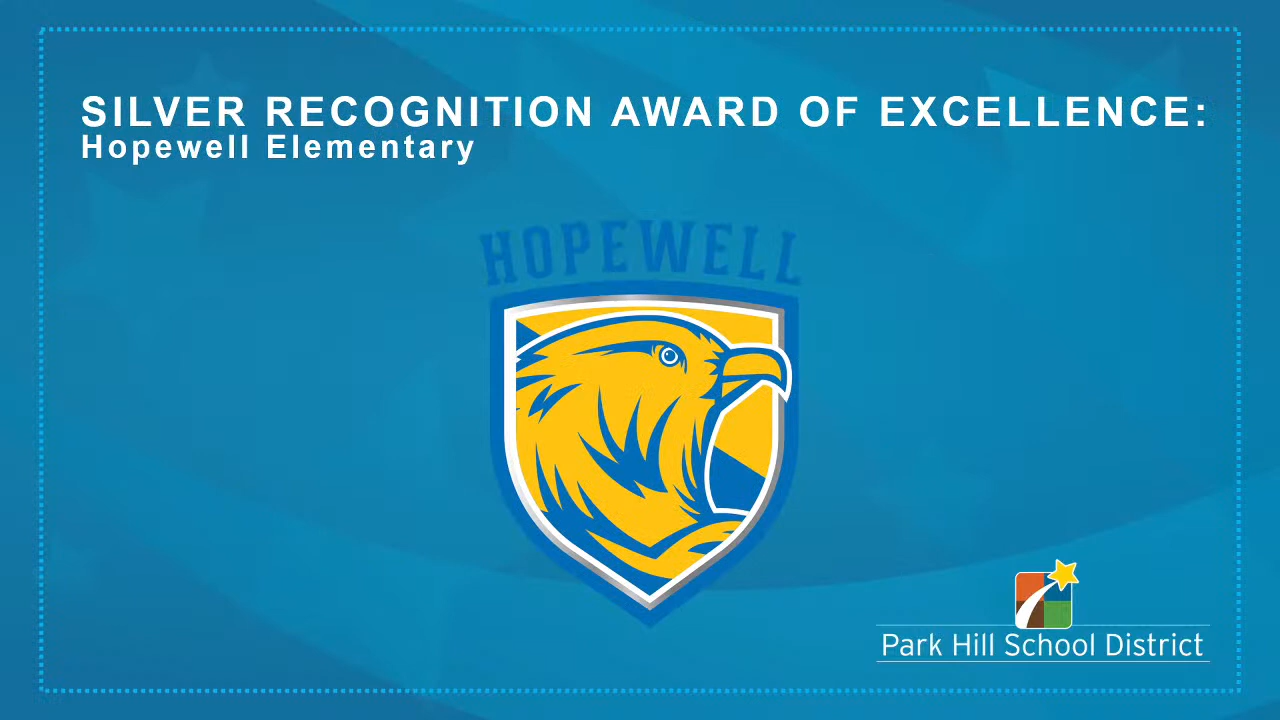 SILVER RECOGNITION AWARD OF EXCELLENCE:
Hopewell Elementary
HOPEWELL
Park Hill School District